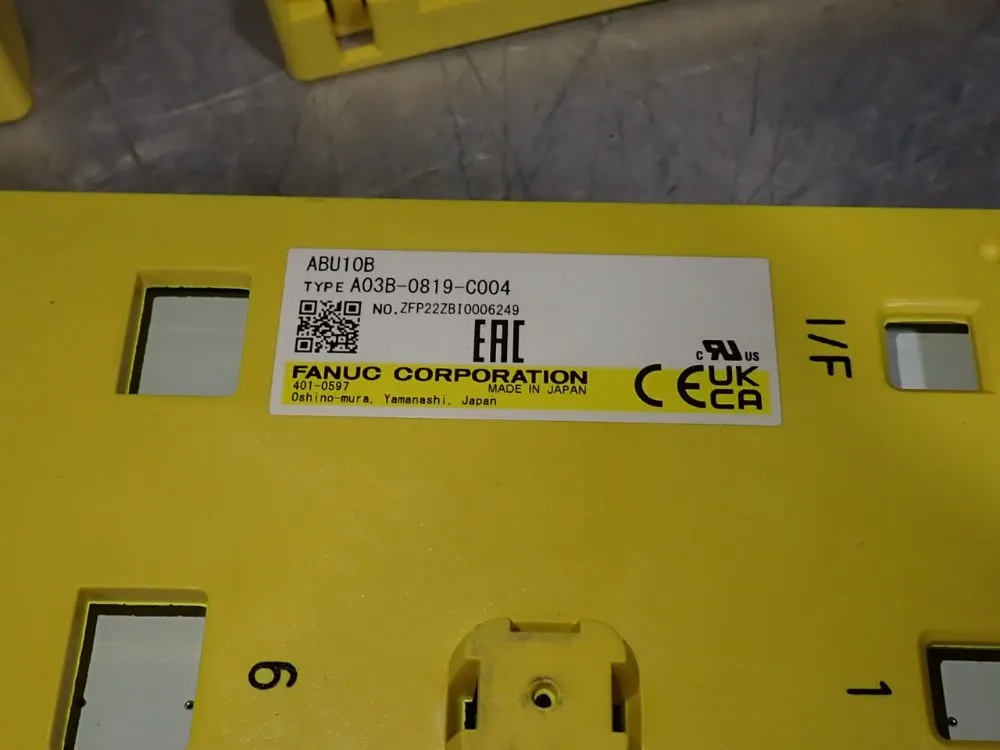 ABU10B
TYPE A03B-0819-C004
NO. ZFP22ZBI0006249
EAC
c RU US
FANUC CORPORATION
401-0597 MADE IN JAPAN
Oshino-mura, Yamanashi, Japan
CE UK CA
I/F
6
1